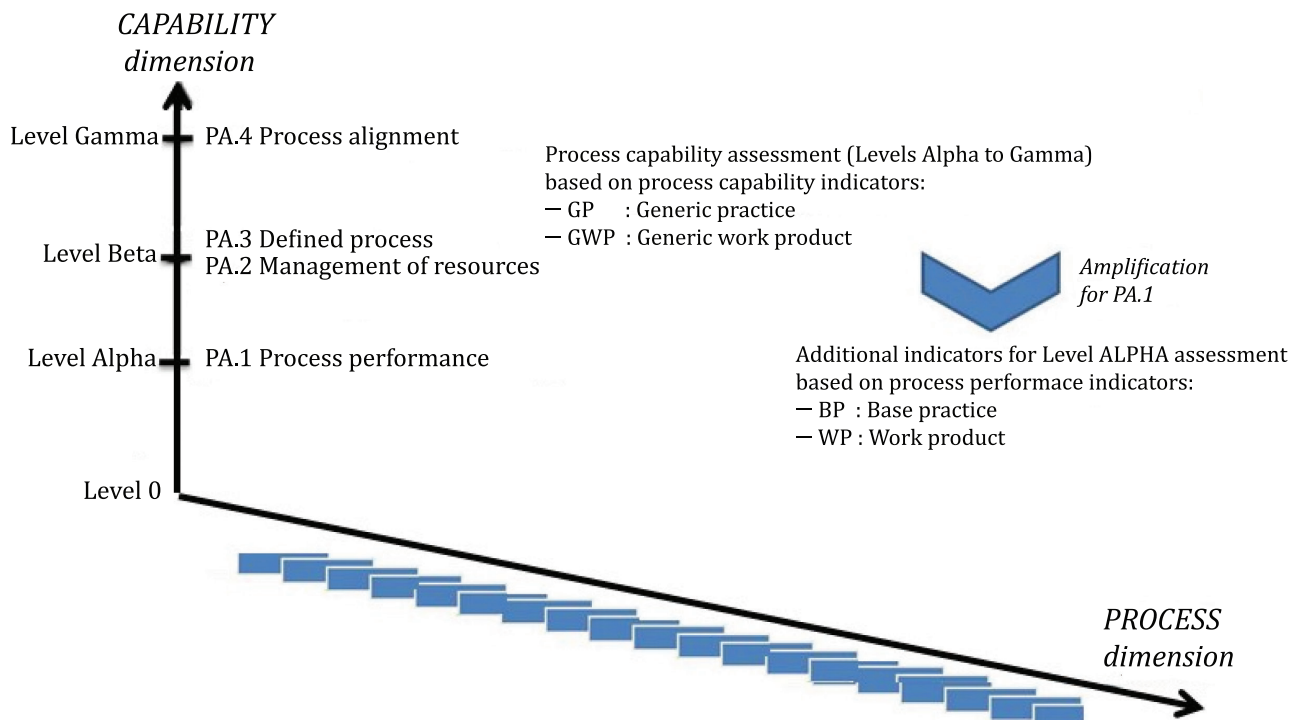 CAPABILITY
dimension
Level Gamma
PA.4 Process alignment
Process capability assessment (Levels Alpha to Gamma)
based on process capability indicators:
— GP : Generic practice
— GWP : Generic work product
Level Beta
PA.3 Defined process
PA.2 Management of resources
Amplification
for PA.1
Level Alpha
PA.1 Process performance
Additional indicators for Level ALPHA assessment
based on process performace indicators:
— BP : Base practice
— WP : Work product
Level 0
PROCESS
dimension